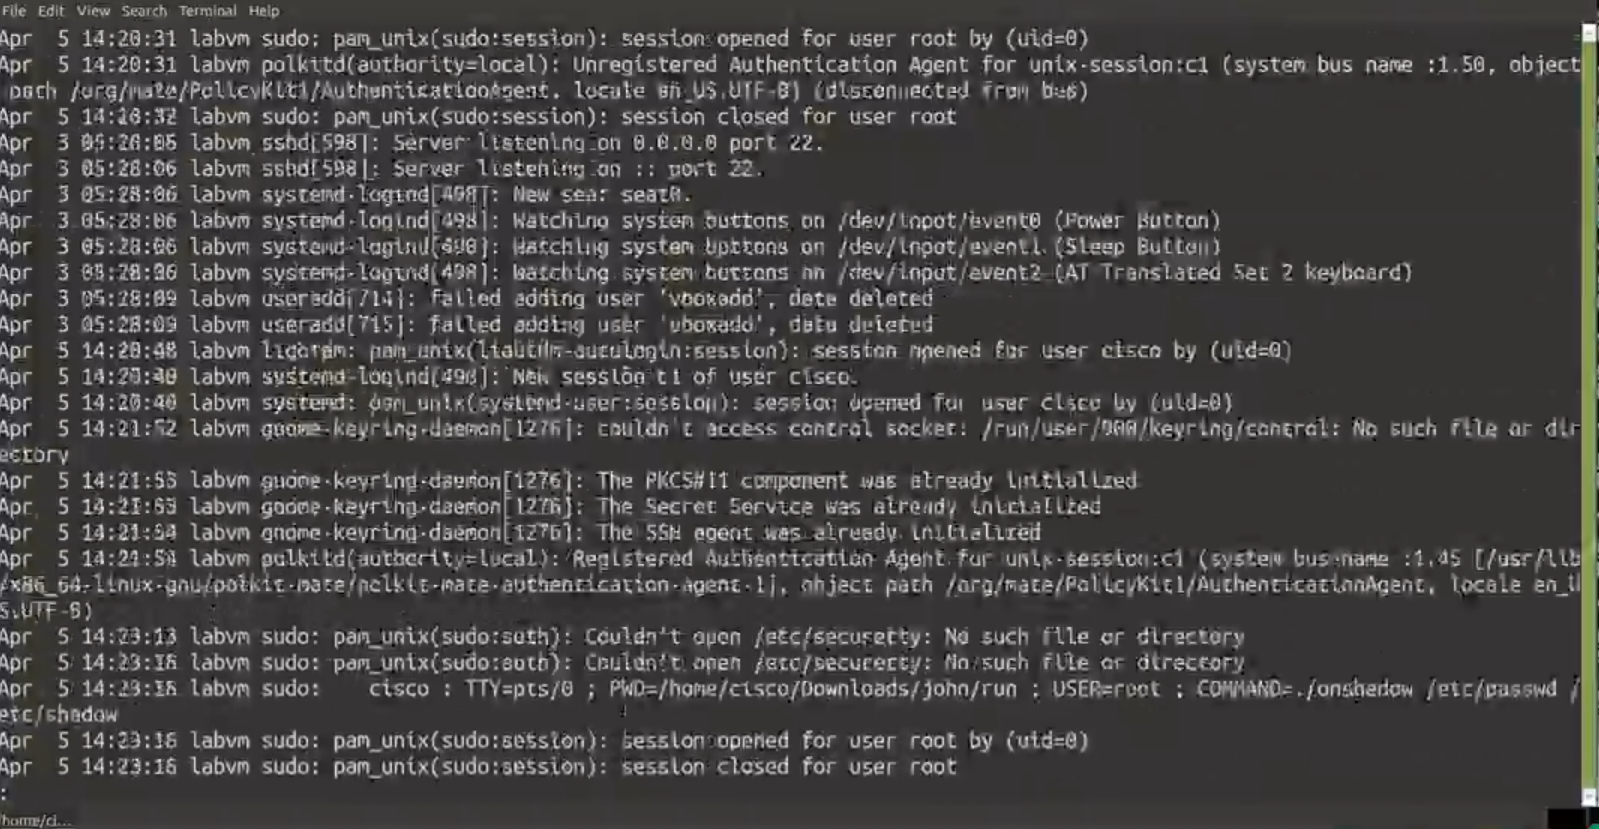 File Edit View Search Terminal Help
Apr 5 14:20:31 labvm sudo: pam_unix(sudo:session): session opened for user root by (uid=0)
Apr 5 14:20:31 labvm polkitd(authority=local): Unregistered Authentication Agent for unix-session:c1 (system bus name :1.50, object
path /org/mate/PolicyKit1/AuthenticationAgent, locale en_US.UTF-8) (disconnected from bus)
Apr 5 14:20:32 labvm sudo: pam_unix(sudo:session): session closed for user root
Apr 3 labvm sshd[598]: Server listening on 0.0.0.0 port 22.
Apr 3 05:28:06 labvm sshd[598]: Server listening on :: port 22.
Apr 3 05:28:06 labvm systemd-logind[498]: New seat seat0.
Apr 3 05:28:06 labvm systemd-logind[498]: Watching system buttons on /dev/input/event0 (Power Button)
Apr 3 05:28:06 labvm systemd-logind[498]: Watching system buttons on /dev/input/event1 (Sleep Button)
Apr 3 05:28:06 labvm systemd-logind[498]: Watching system buttons on /dev/input/event2 (AT Translated Set 2 keyboard)
Apr 3 05:28:09 labvm useradd[714]: failed adding user 'vboxadd', data deleted
Apr 3 05:28:09 labvm useradd[715]: failed adding user 'vboxadd', data deleted
Apr 5 labvm session opened for user cisco by (uid=0)
Apr 5 labvm systemd-logind[498]: New session c1 of user cisco.
Apr 5 labvm systemd: pam_unix(systemd-user:session): session opened for user cisco by (uid=0)
Apr 5 14:21:52 labvm gnome-keyring-daemon[1276]: couldn't access control socket: /run/user/900/keyring/control: No such file or dir
ectory
Apr 5 14:21:53 labvm gnome-keyring-daemon[1276]: The PKCS#11 component was already initialized
Apr 5 14:21:53 labvm gnome-keyring-daemon[1276]: The Secret Service was already initialized
Apr 5 14:21:54 labvm gnome-keyring-daemon[1276]: The SSH agent was already initialized
Apr 5 14:21:54 labvm polkitd(authority=local): Registered Authentication Agent for unix-session:c1 (system bus name :1.45 [/usr/lib
/x86_64-linux-gnu/polkit-mate/polkit-mate-authentication-agent-1], object path /org/mate/PolicyKit1/AuthenticationAgent, locale en_U
S.UTF-8)
Apr 5 14:23:13 labvm sudo: pam_unix(sudo:auth): Couldn't open /etc/securetty: No such file or directory
Apr 5 14:23:16 labvm sudo: pam_unix(sudo:auth): Couldn't open /etc/securetty: No such file or directory
Apr 5 14:23:16 labvm sudo: cisco : TTY=pts/0 ; PWD=/home/cisco/Downloads/john/run ; USER=root ; COMMAND=./unshadow /etc/passwd /
etc/shadow
Apr 5 14:23:16 labvm sudo: pam_unix(sudo:session): session opened for user root by (uid=0)
Apr 5 14:23:16 labvm sudo: pam_unix(sudo:session): session closed for user root
:
home/ci...